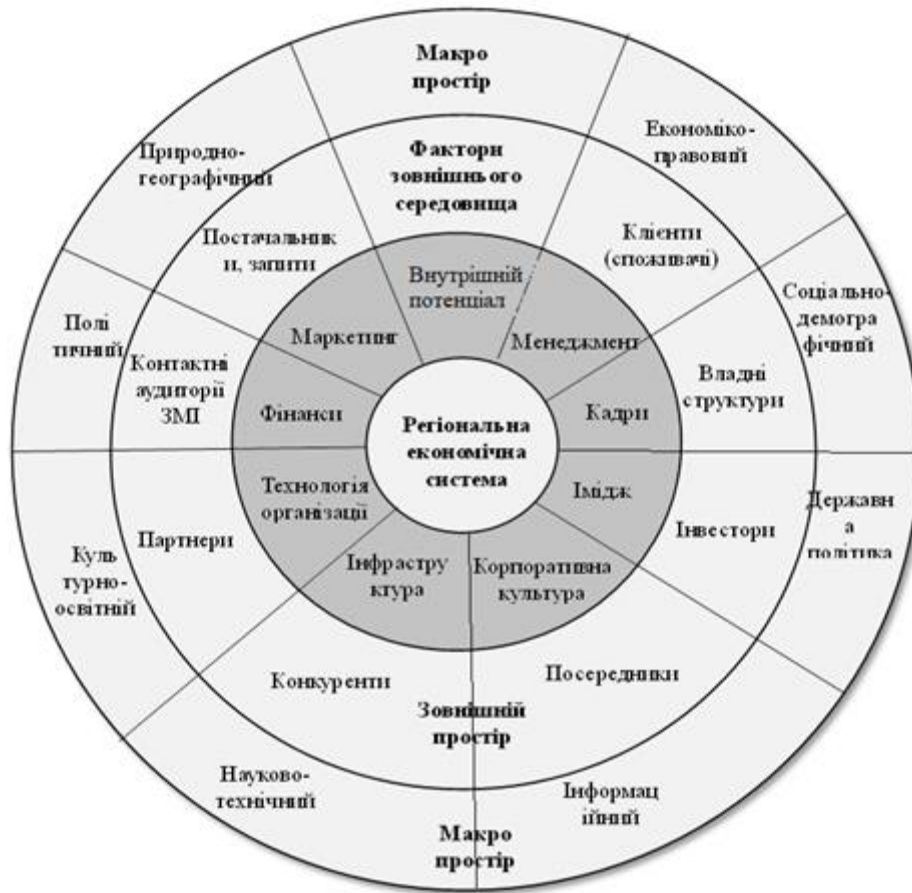 Макро
простір
Економіко-
правовий
Природно-
географічний
Фактори
зовнішнього
середовища
Постачальник
и, запити
Клієнти
(споживачі)
Внутрішній
потенціал
Соціально-
демогра
фічний
Полі
тичний
Маркетинг
Менеджмент
Контактні
аудиторії
ЗМІ
Владні
структури
Фінанси
Кадри
Регіональна
економічна
система
Технологія
організації
Імідж
Державн
а
політика
Партнери
Інвестори
Куль
турно-
освітній
Інфрастру
ктура
Корпоративна
культура
Конкуренти
Посередники
Зовнішній
простір
Науково-
технічний
Інформац
ійний
Макро
простір